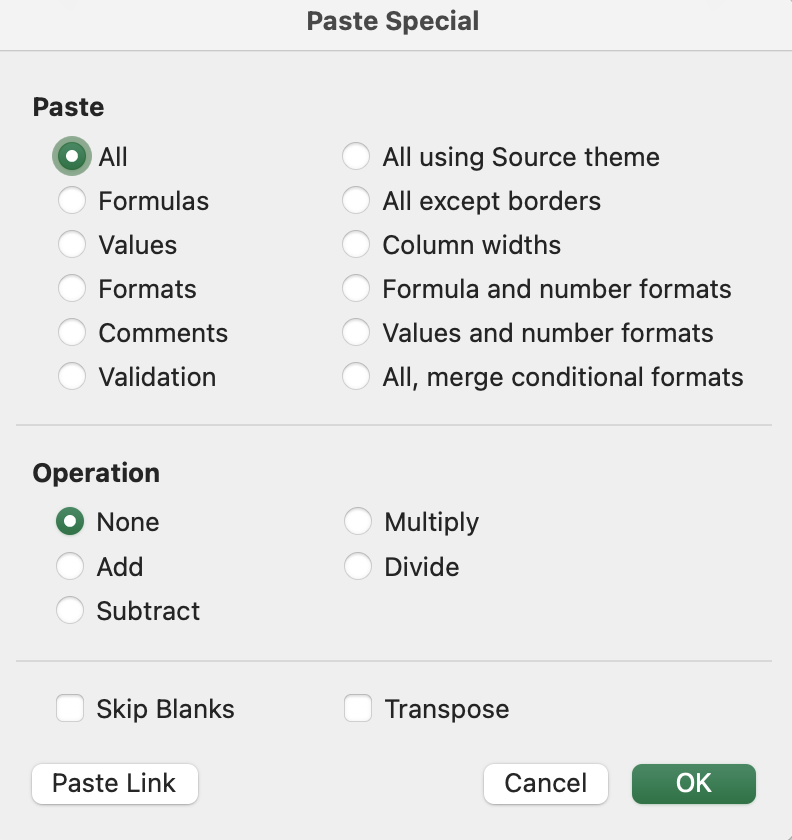 Paste Special
Paste
All
Formulas
Values
Formats
Comments
Validation
All using Source theme
All except borders
Column widths
Formula and number formats
Values and number formats
All, merge conditional formats
Operation
None
Add
Subtract
Multiply
Divide
Skip Blanks
Transpose
Paste Link
Cancel
OK